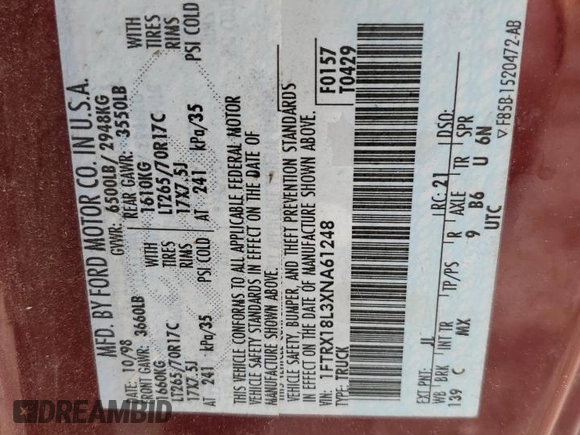 MFD. BY FORD MOTOR CO. IN U.S.A.
DATE: 10/98 GVWR: 6500LB/ 2948KG
FRONT GAWR: 3660LB REAR GAWR: 3550LB
1660KG 1610KG WITH
LT265/70R17C LT265/70R17C TIRES
17X7.5J WITH TIRES RIMS 17X7.5J RIMS
AT 241 kPa/35 PSI COLD AT 241 kPa/35 PSI COLD
THIS VEHICLE CONFORMS TO ALL APPLICABLE FEDERAL MOTOR
VEHICLE SAFETY STANDARDS IN EFFECT ON THE DATE OF
MANUFACTURE SHOWN ABOVE.
VEHICLE SAFETY, BUMPER, AND THEFT PREVENTION STANDARDS
IN EFFECT ON THE DATE OF MANUFACTURE SHOWN ABOVE.
VIN: 1FTRX18L3XNA61248 F0157
TYPE: TRUCK T0429
EXT PNT: JL RC: 21 DSO:
WB BRK INT TR TP/PS R AXLE TR SPR
139 C MX 9 B6 U 6N
UTC
▽ F85B-1520472-AB
DREAMBID